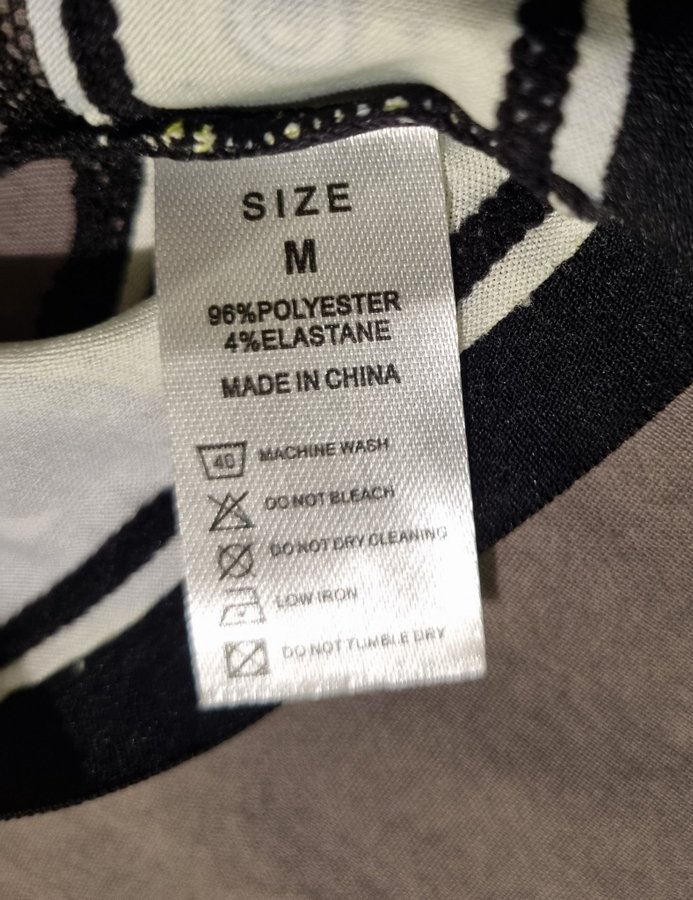 SIZE
M
96%POLYESTER
4%ELASTANE
MADE IN CHINA
40 MACHINE WASH
DO NOT BLEACH
DO NOT DRY CLEANING
LOW IRON
DO NOT TUMBLE DRY